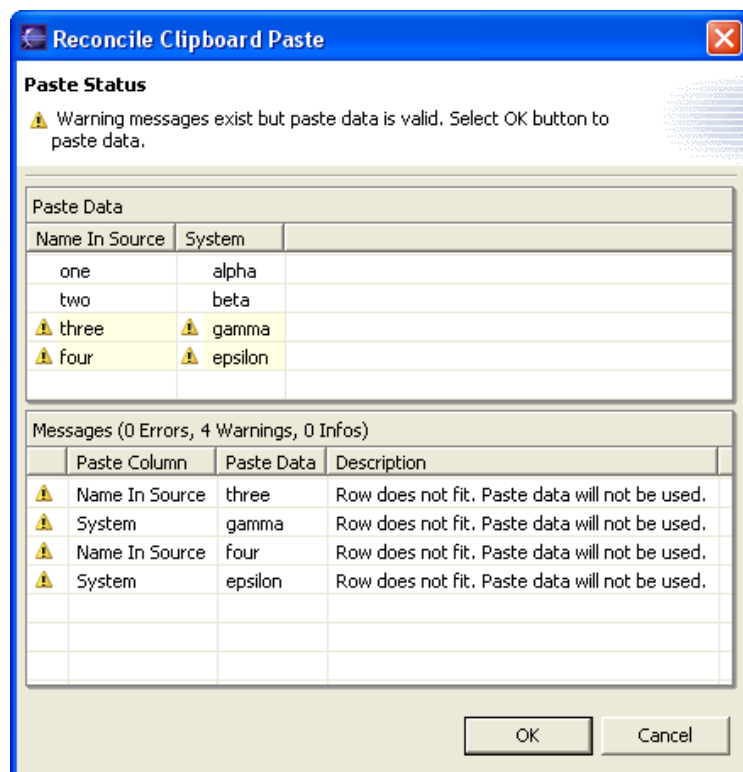 Reconcile Clipboard Paste
Paste Status
Warning messages exist but paste data is valid. Select OK button to
paste data.
Paste Data
Name In Source System
one alpha
two beta
three gamma
four epsilon
Messages (0 Errors, 4 Warnings, 0 Infos)
Paste Column Paste Data Description
Name In Source three Row does not fit. Paste data will not be used.
System gamma Row does not fit. Paste data will not be used.
Name In Source four Row does not fit. Paste data will not be used.
System epsilon Row does not fit. Paste data will not be used.
OK Cancel